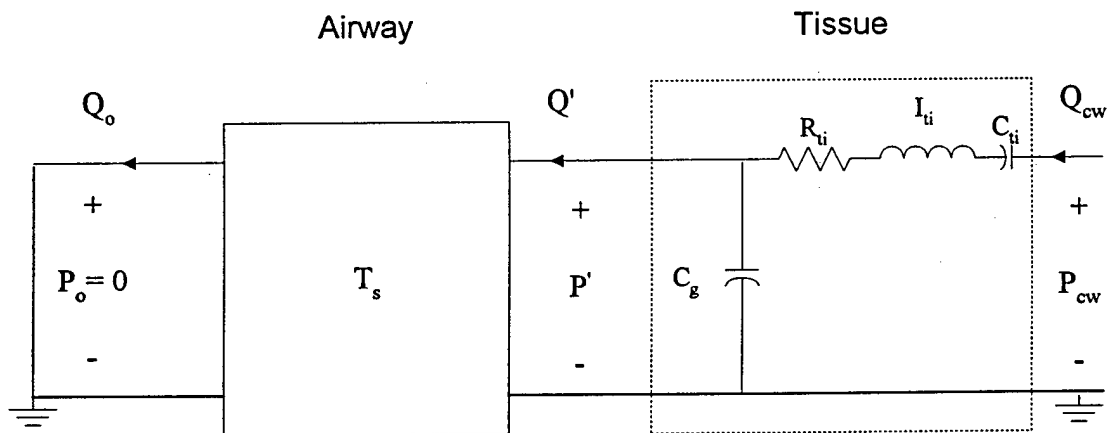 Airway Tissue
Q_o Q' Q_cw
R_ti I_ti C_ti
+ + +
P_o = 0 T_s P' C_g P_cw
- - -